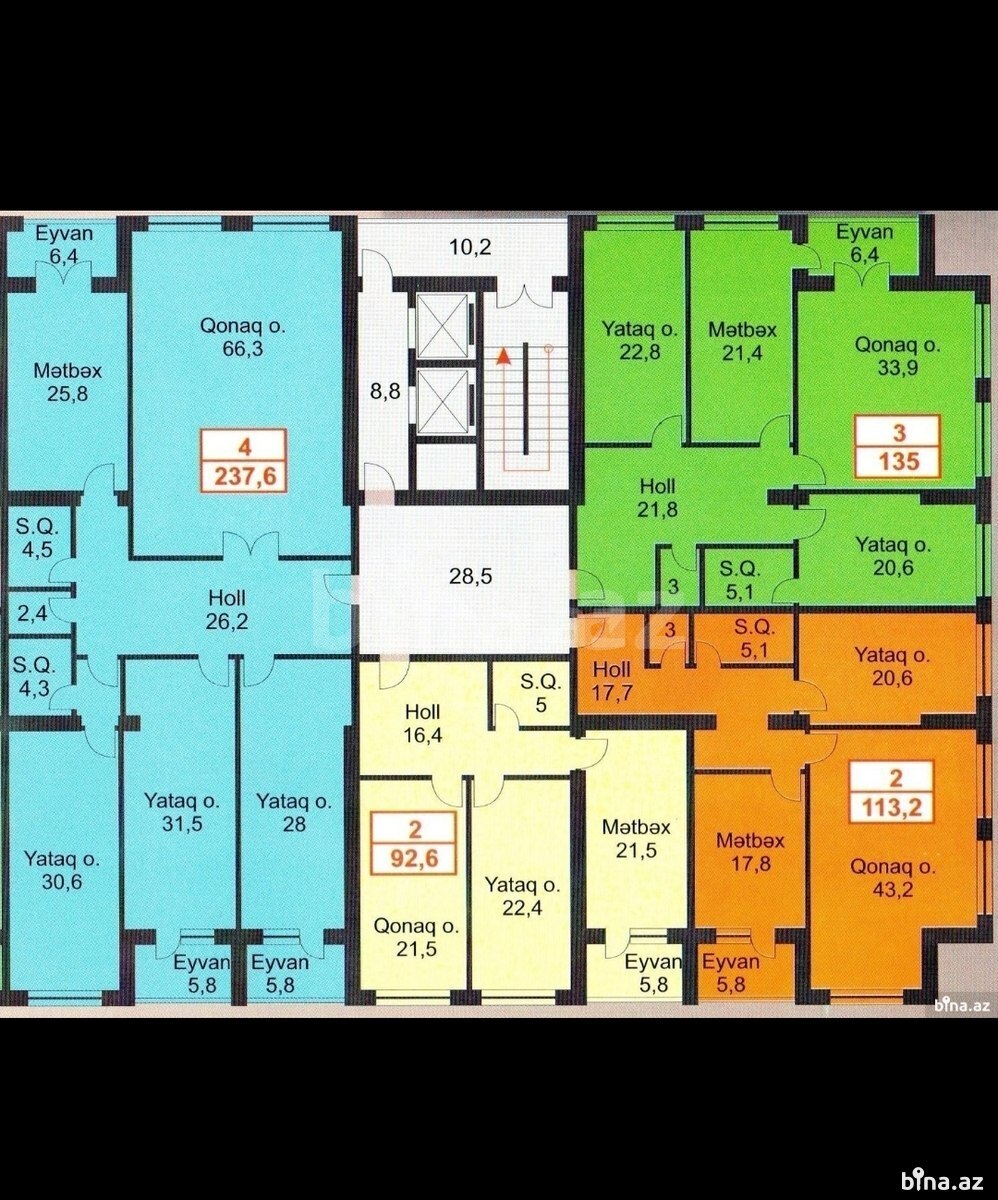 Eyvan
6,4
Mətbəx
25,8
Qonaq o.
66,3
4
237,6
S.Q.
4,5
2,4
S.Q.
4,3
Holl
26,2
Yataq o.
30,6
Yataq o.
31,5
Yataq o.
28
Eyvan
5,8
Eyvan
5,8
10,2
8,8
28,5
Yataq o.
22,8
Mətbəx
21,4
Eyvan
6,4
Qonaq o.
33,9
3
135
Holl
21,8
3
S.Q.
5,1
Yataq o.
20,6
Holl
16,4
S.Q.
5
2
92,6
Qonaq o.
21,5
Yataq o.
22,4
Mətbəx
21,5
Eyvan
5,8
Holl
17,7
3
S.Q.
5,1
Yataq o.
20,6
2
113,2
Qonaq o.
43,2
Mətbəx
17,8
Eyvan
5,8
bina.az
bina.az